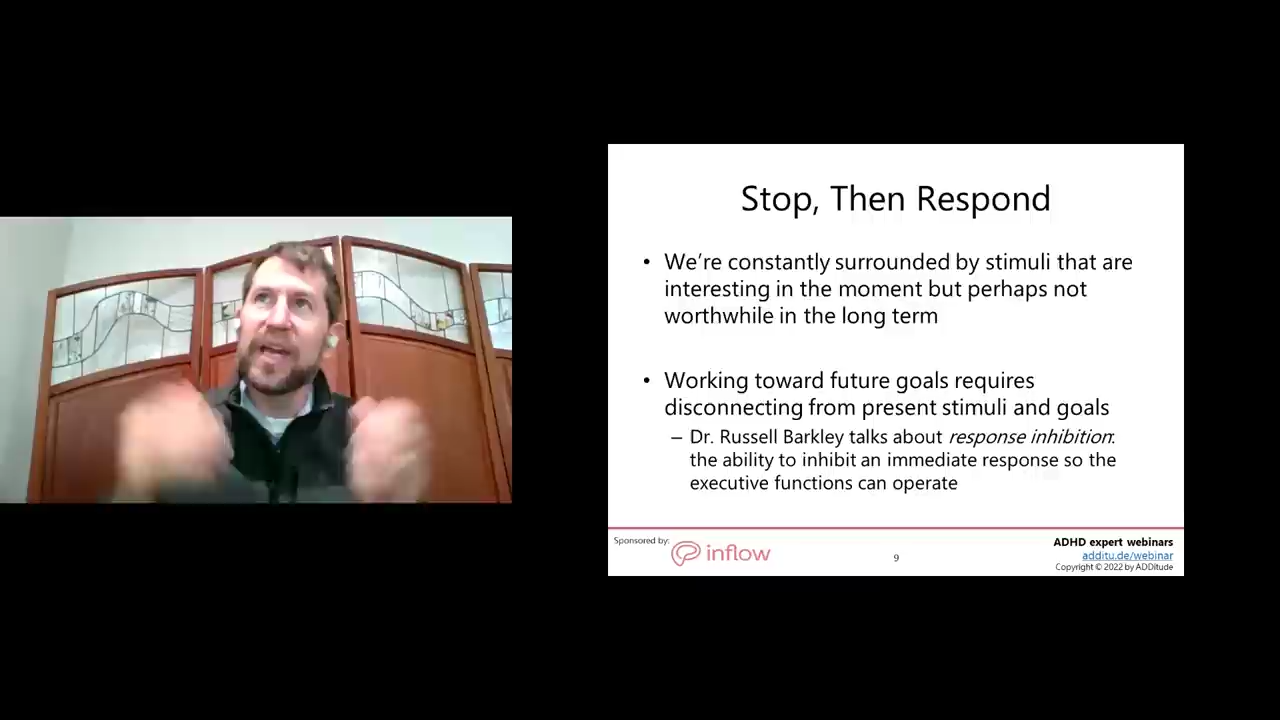 Stop, Then Respond
• We're constantly surrounded by stimuli that are
interesting in the moment but perhaps not
worthwhile in the long term
• Working toward future goals requires
disconnecting from present stimuli and goals
– Dr. Russell Barkley talks about response inhibition:
the ability to inhibit an immediate response so the
executive functions can operate
Sponsored by:
inflow
9
ADHD expert webinars
additu.de/webinar
Copyright © 2022 by ADDitude